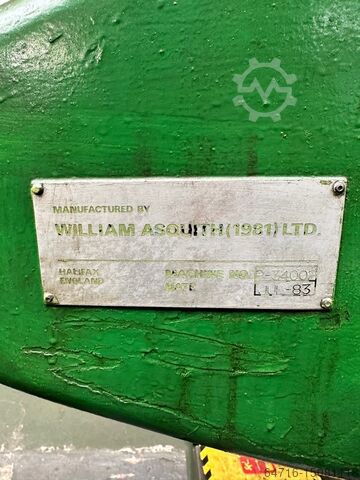 MANUFACTURED BY
WILLIAM ASQUITH (1981) LTD.
HALIFAX MACHINE NO.
ENGLAND DATE